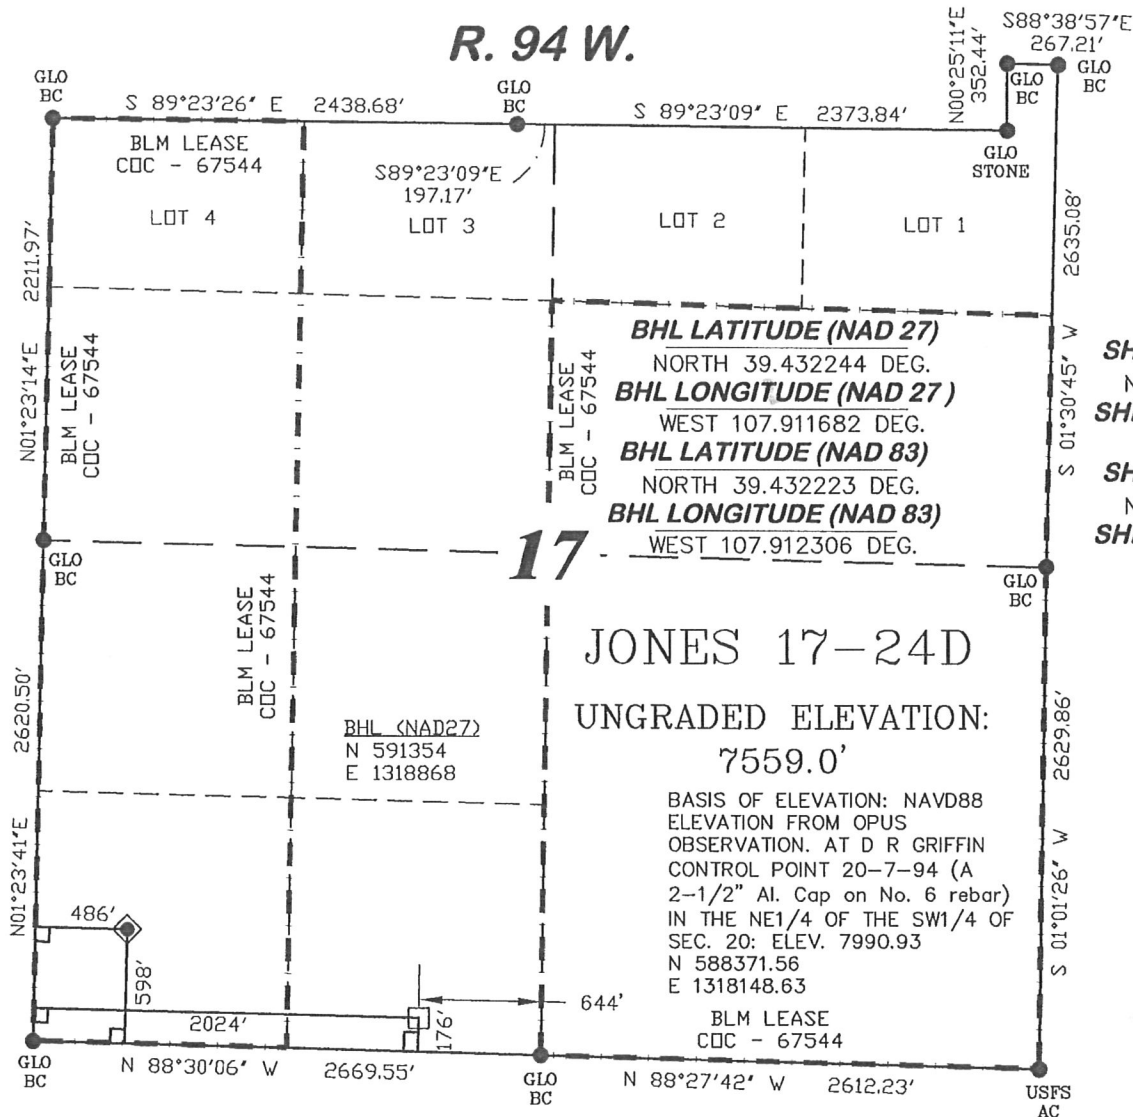 R. 94 W.
S88°38'57"E
267.21'
N00°25'11"E
352.44'
GLO
BC
GLO
BC
GLO
BC
GLO
BC
S 89°23'26" E 2438.68'
S 89°23'09" E 2373.84'
GLO
STONE
BLM LEASE
COC - 67544
S89°23'09"E
197.17'
LOT 4
LOT 3
LOT 2
LOT 1
2211.97'
N01°23'14"E
2635.08'
S 01°30'45" W
BLM LEASE
COC - 67544
BLM LEASE
COC - 67544
BHL LATITUDE (NAD 27)
NORTH 39.432244 DEG.
BHL LONGITUDE (NAD 27 )
WEST 107.911682 DEG.
BHL LATITUDE (NAD 83)
NORTH 39.432223 DEG.
BHL LONGITUDE (NAD 83)
WEST 107.912306 DEG.
SH
N
SH
SH
N
SH
17
GLO
BC
GLO
BC
BLM LEASE
COC - 67544
JONES 17-24D
UNGRADED ELEVATION:
7559.0'
2620.50'
N01°23'41"E
BHL (NAD27)
N 591354
E 1318868
2629.86'
S 01°01'26" W
BASIS OF ELEVATION: NAVD88
ELEVATION FROM OPUS
OBSERVATION. AT D R GRIFFIN
CONTROL POINT 20-7-94 (A
2-1/2" Al. Cap on No. 6 rebar)
IN THE NE1/4 OF THE SW1/4 OF
SEC. 20: ELEV. 7990.93
N 588371.56
E 1318148.63
486'
598'
2024'
176'
644'
BLM LEASE
COC - 67544
GLO
BC
N 88°30'06" W 2669.55'
GLO
BC
N 88°27'42" W 2612.23'
USFS
AC